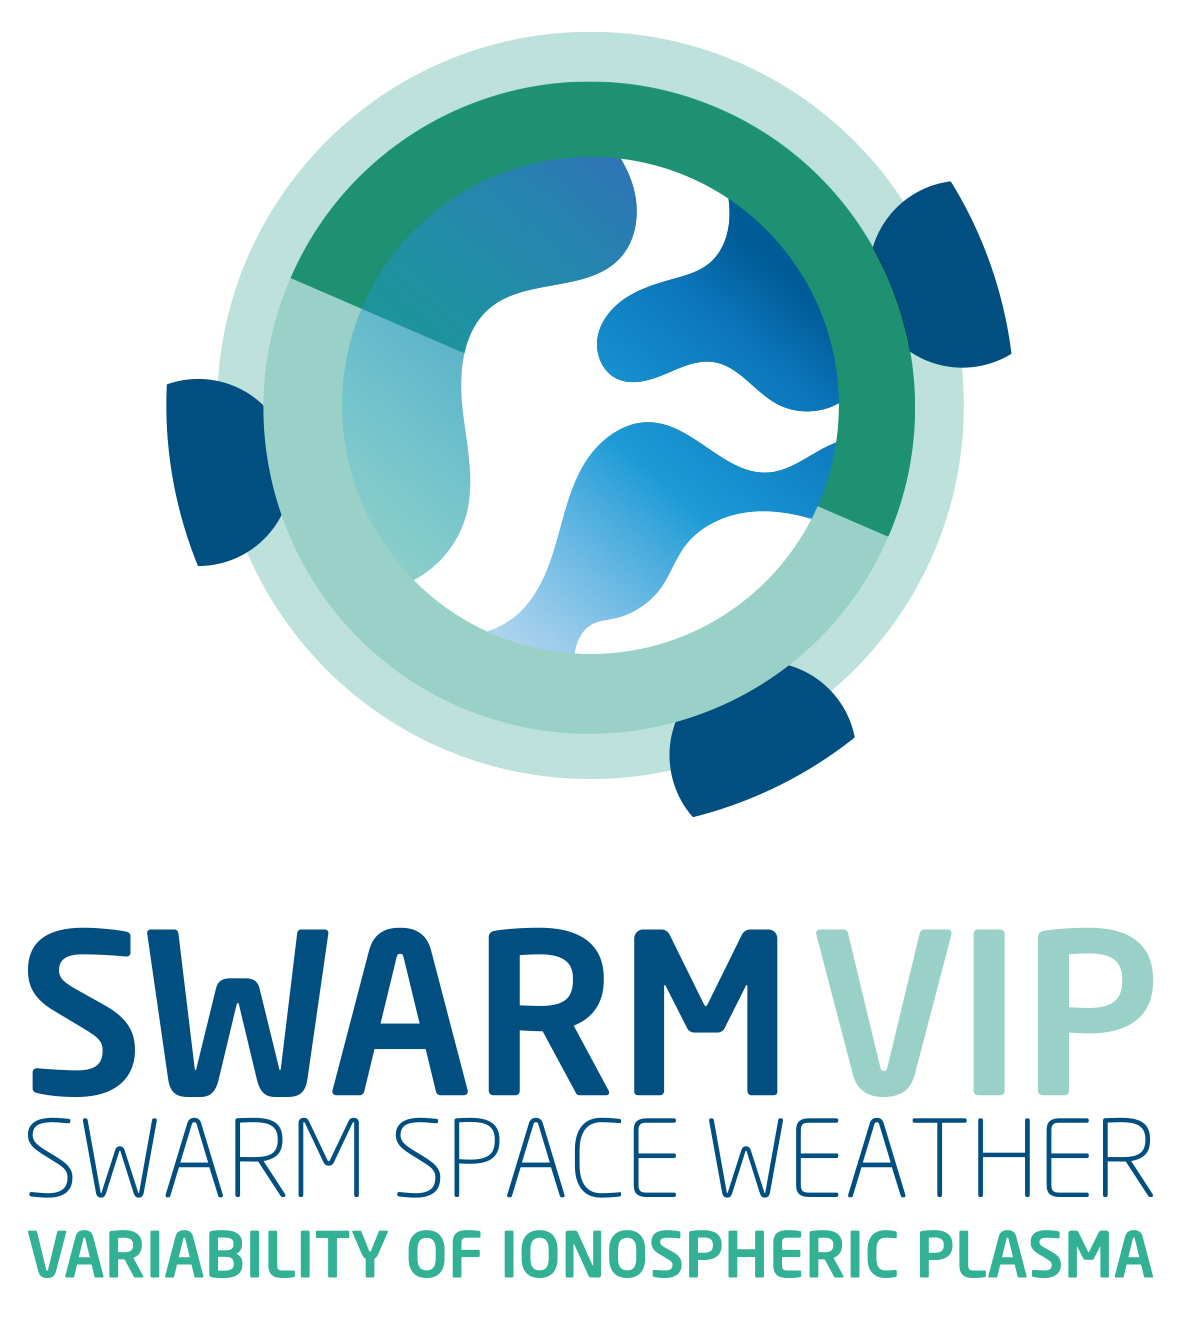 SWARM VIP
SWARM SPACE WEATHER
VARIABILITY OF IONOSPHERIC PLASMA